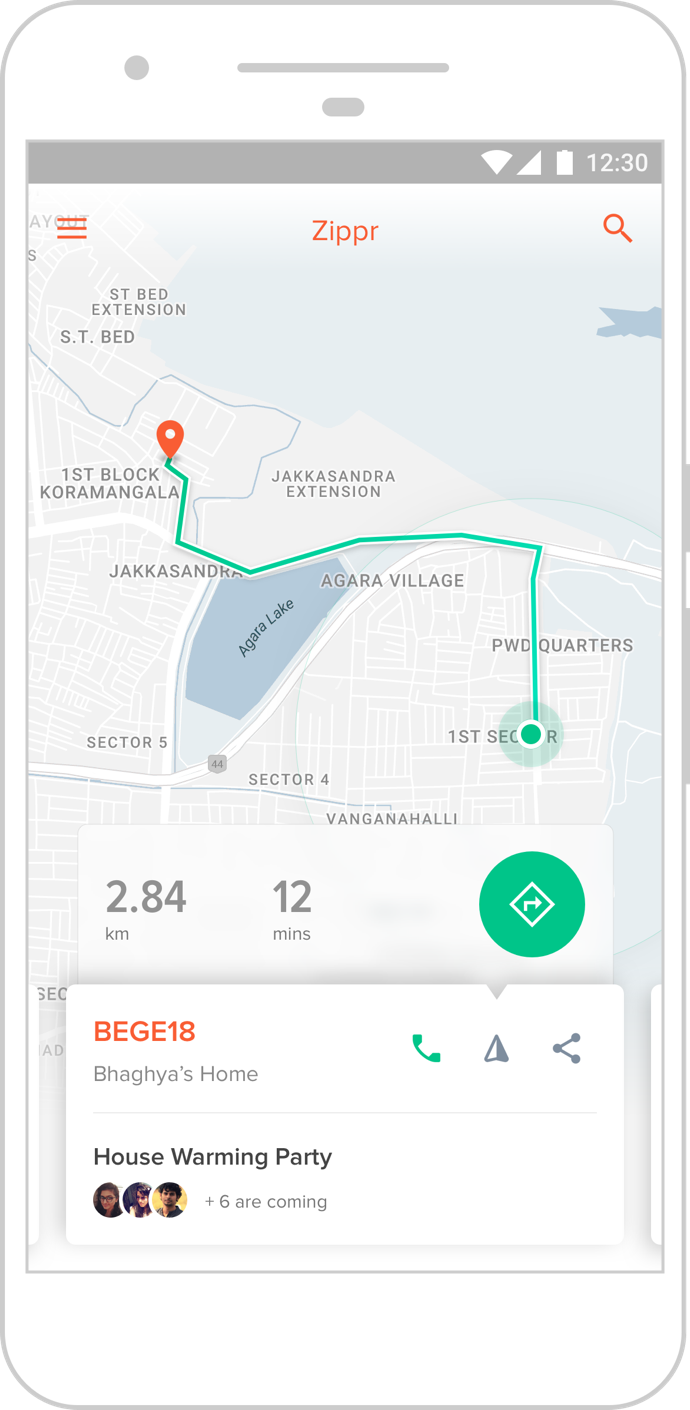 12:30
AYOUT
S
Zippr
ST BED
EXTENSION
S.T. BED
1ST BLOCK
KORAMANGALA
JAKKASANDRA
EXTENSION
JAKKASANDRA
AGARA VILLAGE
Agara Lake
PWD QUARTERS
1ST SEC R
SECTOR 5
44
SECTOR 4
VANGANAHALLI
2.84
km
12
mins
SEC
AD
BEGE18
Bhaghya's Home
House Warming Party
+ 6 are coming